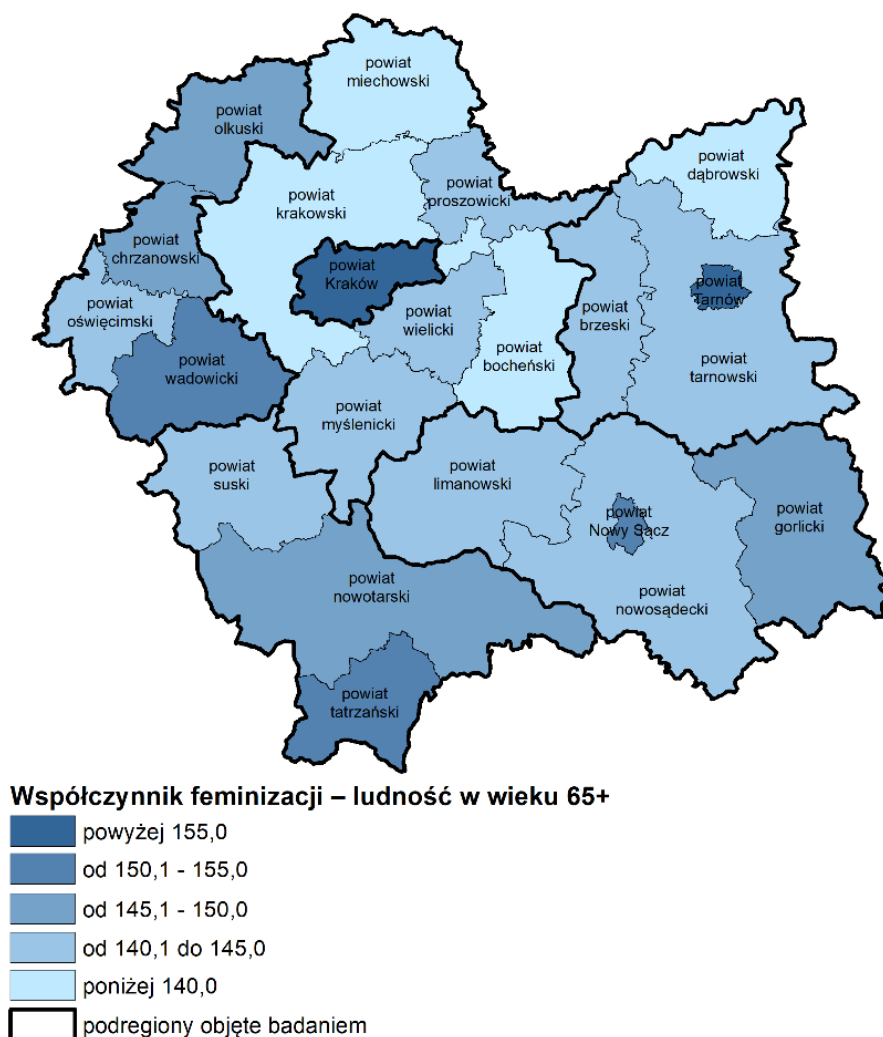 powiat
miechowski
powiat
olkuski
powiat
dąbrowski
powiat
proszowicki
powiat
krakowski
powiat
chrzanowski
powiat
Kraków
powiat
Tarnów
powiat
oświęcimski
powiat
wielicki
powiat
brzeski
powiat
bocheński
powiat
wadowicki
powiat
tarnowski
powiat
myślenicki
powiat
suski
powiat
limanowski
powiat
gorlicki
powiat
Nowy Sącz
powiat
nowotarski
powiat
nowosądecki
powiat
tatrzański
Współczynnik feminizacji – ludność w wieku 65+
powyżej 155,0
od 150,1 - 155,0
od 145,1 - 150,0
od 140,1 do 145,0
poniżej 140,0
podregiony objęte badaniem